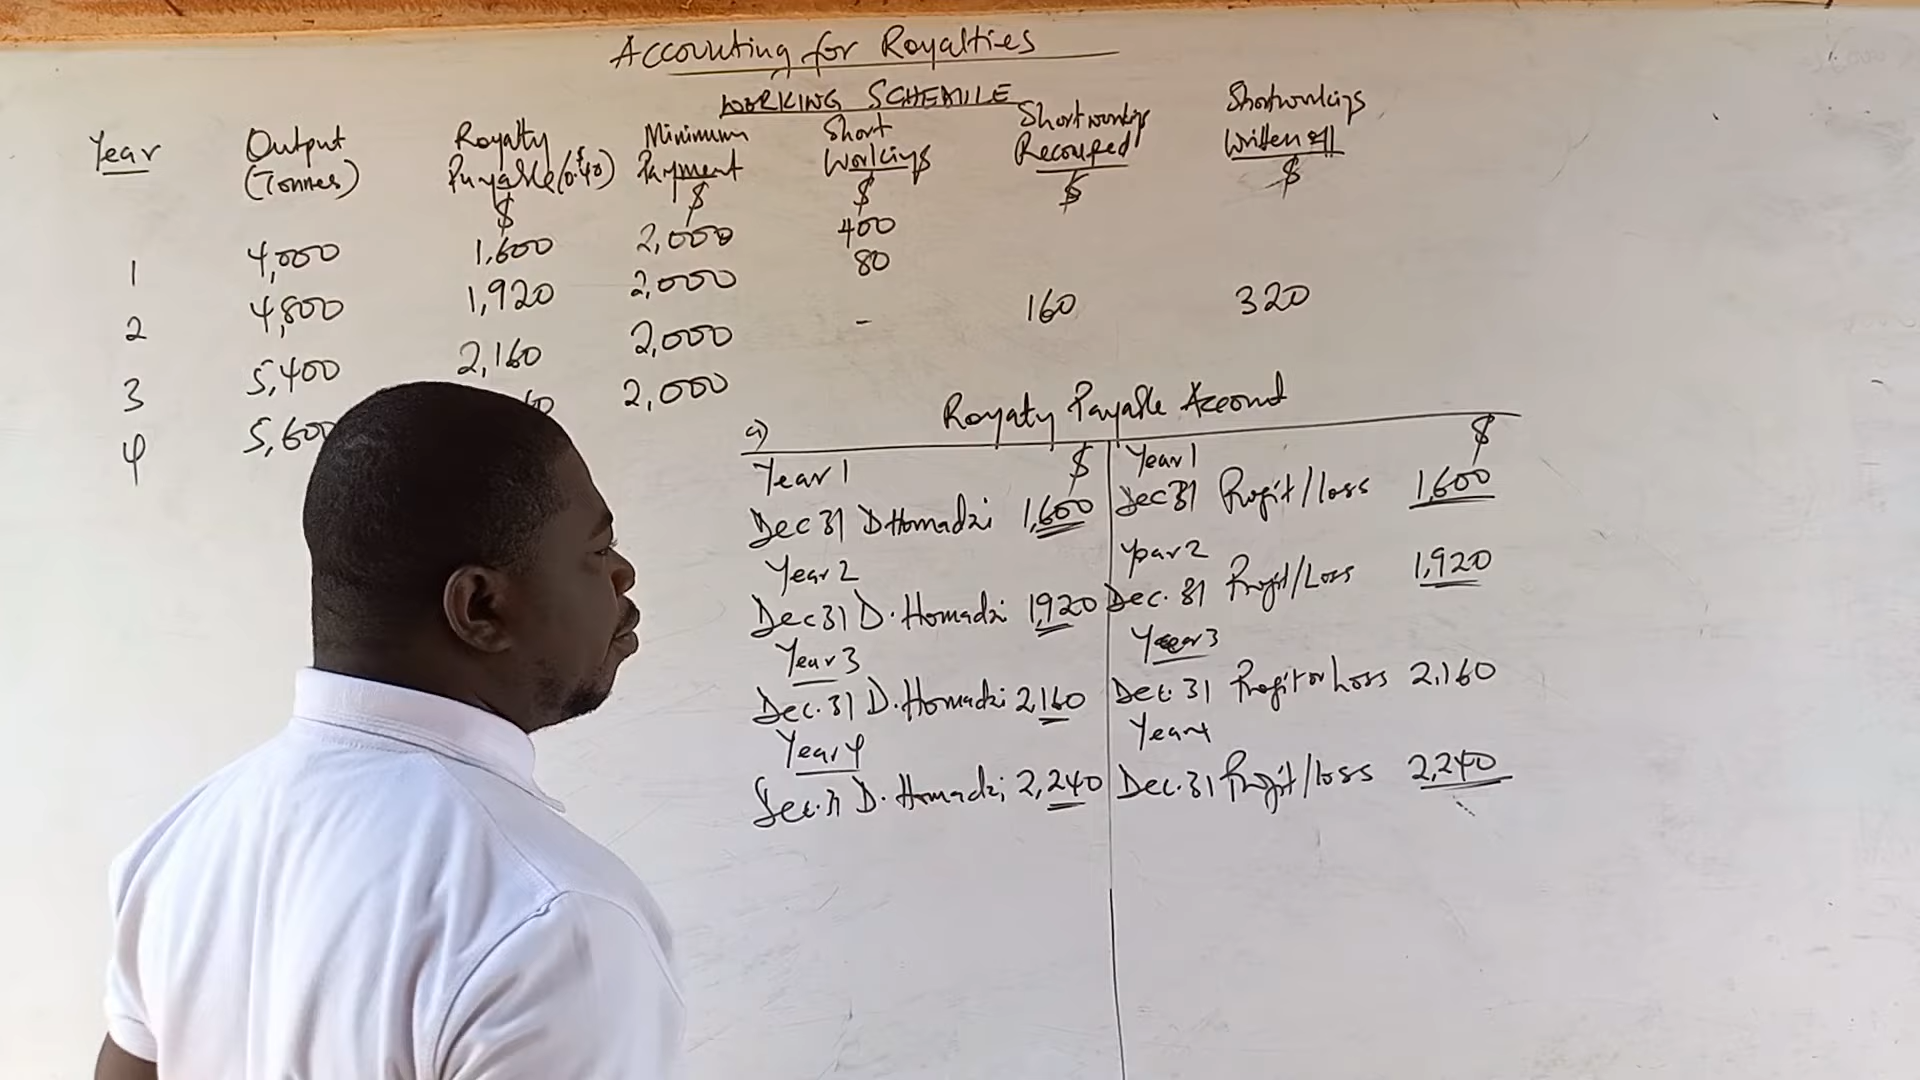 Accounting for Royalties
WORKING SCHEDULE
Year Output (Tonnes) Royalty Payable (0.40) $ Minimum Payment $ Short Workings $ Shortworkings Recouped $ Shortworkings Written off $
1 4,000 1,600 2,000 400
2 4,800 1,920 2,000 80
3 5,400 2,160 2,000 - 160 320
4 5,600 2,000
a) Royaty Payable Account
$ $
Year 1 Year 1
Dec 31 D Homadzi 1,600 Dec 31 Profit/loss 1,600
Year 2 Year 2
Dec 31 D. Homadzi 1,920 Dec. 31 Profit/Loss 1,920
Year 3 Year 3
Dec. 31 D. Homadzi 2,160 Dec. 31 Profit or Loss 2,160
Year 4 Year 4
Dec. 31 D. Homadzi 2,240 Dec. 31 Profit/loss 2,240